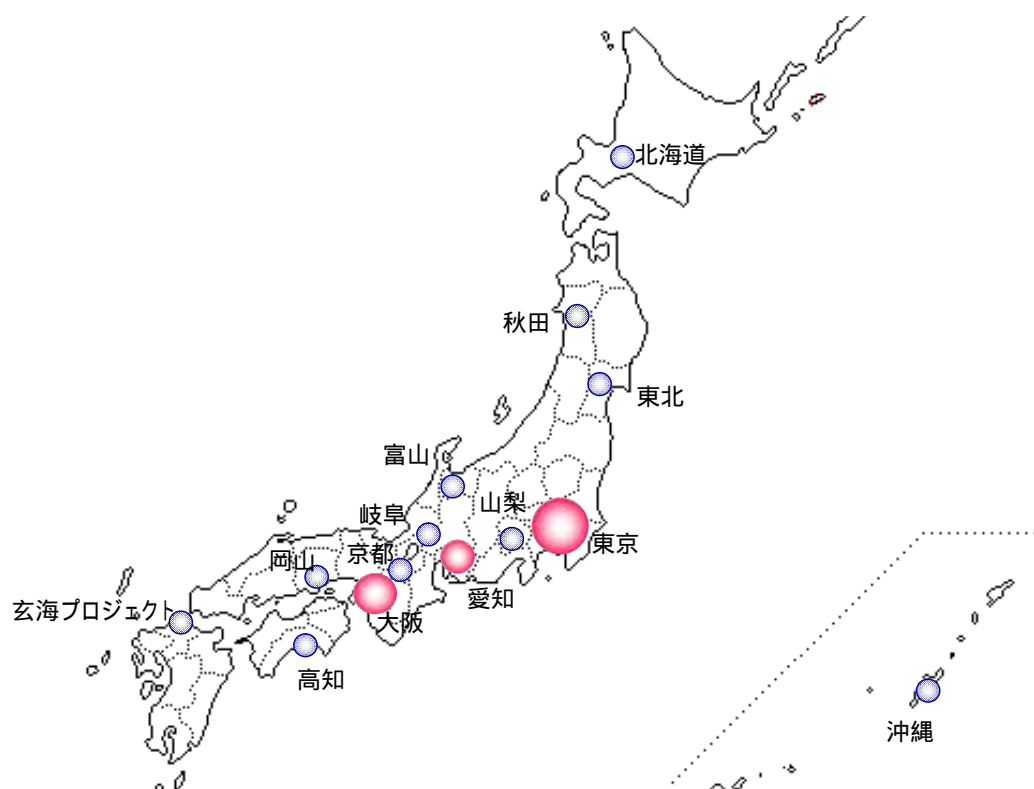 北海道
秋田
東北
富山
山梨
岐阜
東京
京都
岡山
愛知
玄海プロジェクト
大阪
高知
沖縄